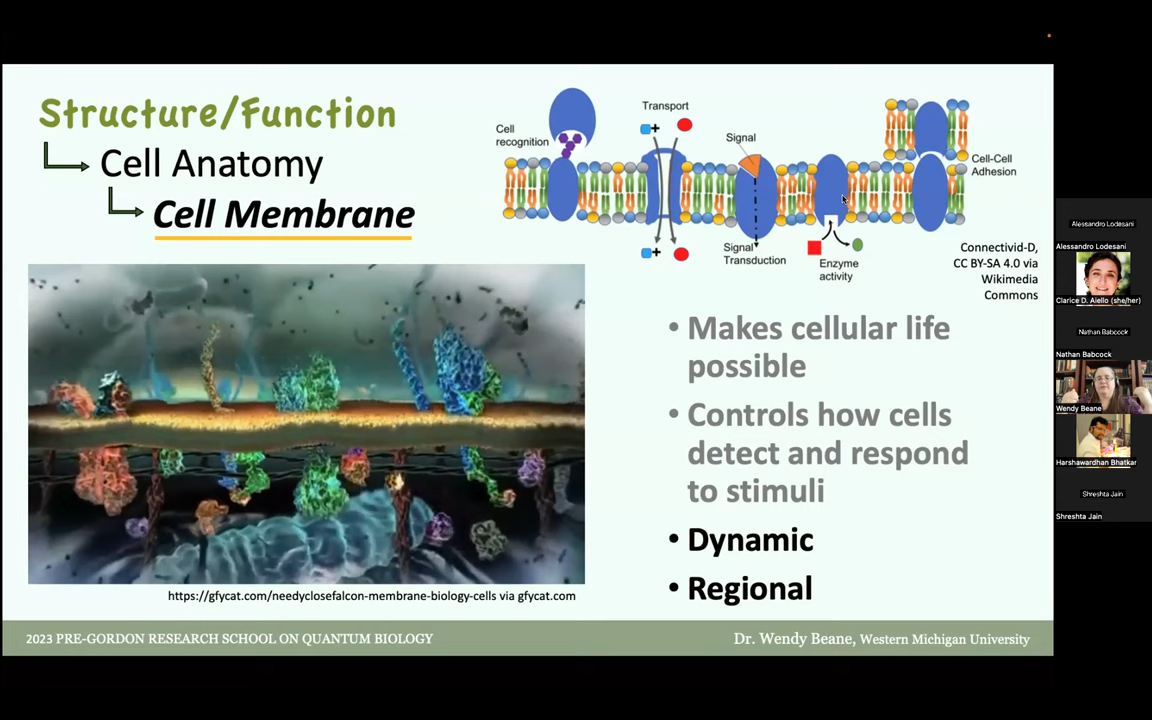 Structure/Function
Cell Anatomy
Cell Membrane
Cell
recognition
Transport
+
Signal
Cell-Cell
Adhesion
+
Signal
Transduction
Enzyme
activity
Connectivid-D,
CC BY-SA 4.0 via
Wikimedia
Commons
• Makes cellular life
possible
• Controls how cells
detect and respond
to stimuli
• Dynamic
• Regional
https://gfycat.com/needyclosefalcon-membrane-biology-cells via gfycat.com
2023 PRE-GORDON RESEARCH SCHOOL ON QUANTUM BIOLOGY
Dr. Wendy Beane, Western Michigan University
Alessandro Lodesani
Alessandro Lodesani
Clarice D. Aiello (she/her)
Nathan Babcock
Nathan Babcock
Wendy Beane
Harshawardhan Bhatkar
Shreshta Jain
Shreshta Jain